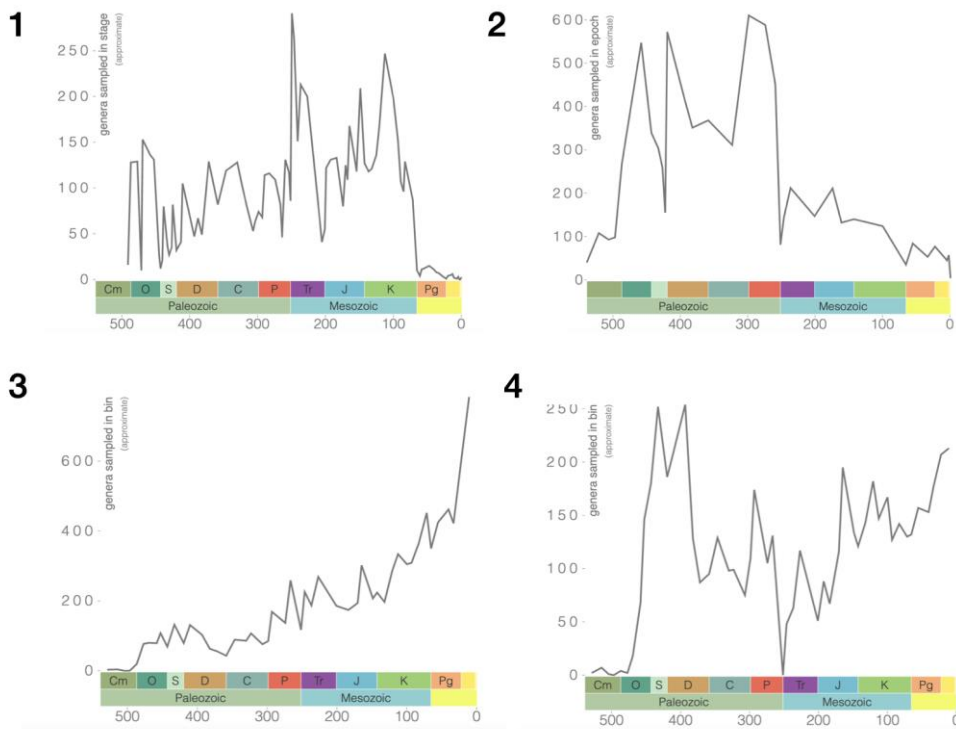 1
genera sampled in stage
(approximate)
250
200
150
100
50
0
Cm O S D C P Tr J K Pg
Paleozoic Mesozoic
500 400 300 200 100 0
2
genera sampled in epoch
(approximate)
600
500
400
300
200
100
0
Paleozoic Mesozoic
500 400 300 200 100 0
3
genera sampled in bin
(approximate)
600
400
200
0
Cm O S D C P Tr J K Pg
Paleozoic Mesozoic
500 400 300 200 100 0
4
genera sampled in bin
(approximate)
250
200
150
100
50
0
Cm O S D C P Tr J K Pg
Paleozoic Mesozoic
500 400 300 200 100 0